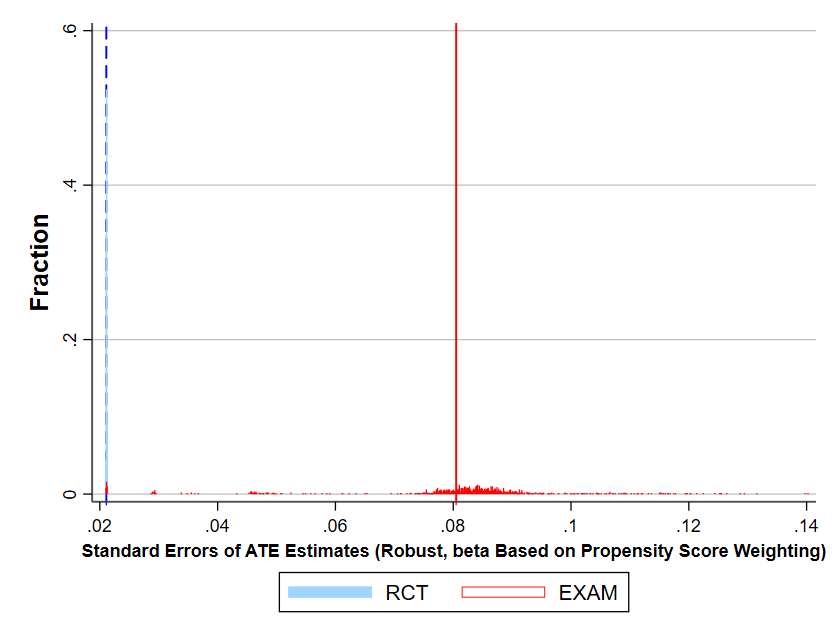 Fraction
.6
.4
.2
0
.02 .04 .06 .08 .1 .12 .14
Standard Errors of ATE Estimates (Robust, beta Based on Propensity Score Weighting)
RCT EXAM